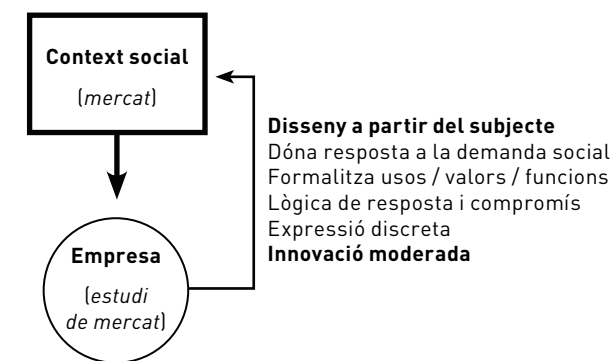 Context social
(mercat)
Disseny a partir del subjecte
Dóna resposta a la demanda social
Formalitza usos / valors / funcions
Lògica de resposta i compromís
Expressió discreta
Innovació moderada
Empresa
(estudi
de mercat)